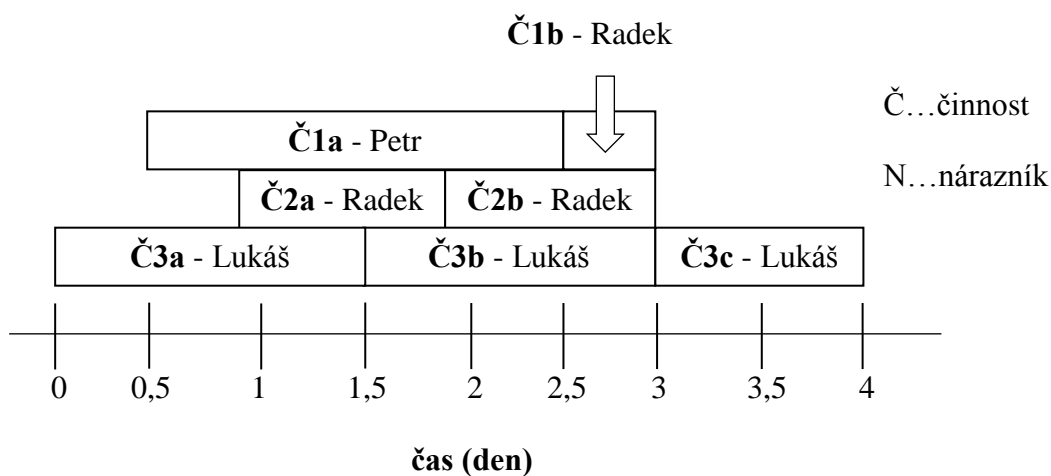 Č1b - Radek
Č…činnost
Č1a - Petr
N…nárazník
Č2a - Radek
Č2b - Radek
Č3a - Lukáš
Č3b - Lukáš
Č3c - Lukáš
0 0,5 1 1,5 2 2,5 3 3,5 4
čas (den)